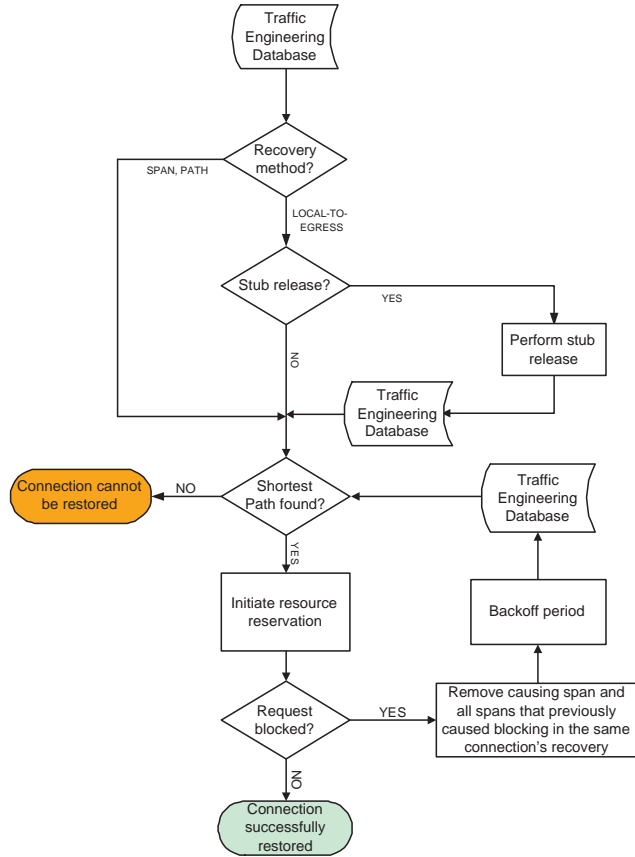 Traffic
Engineering
Database
Recovery
method?
SPAN, PATH
LOCAL-TO-
EGRESS
Stub release?
YES
Perform stub
release
NO
Traffic
Engineering
Database
Connection cannot
be restored
NO
Shortest
Path found?
Traffic
Engineering
Database
YES
Initiate resource
reservation
Backoff period
Request
blocked?
YES
Remove causing span and
all spans that previously
caused blocking in the same
connection's recovery
NO
Connection
successfully
restored